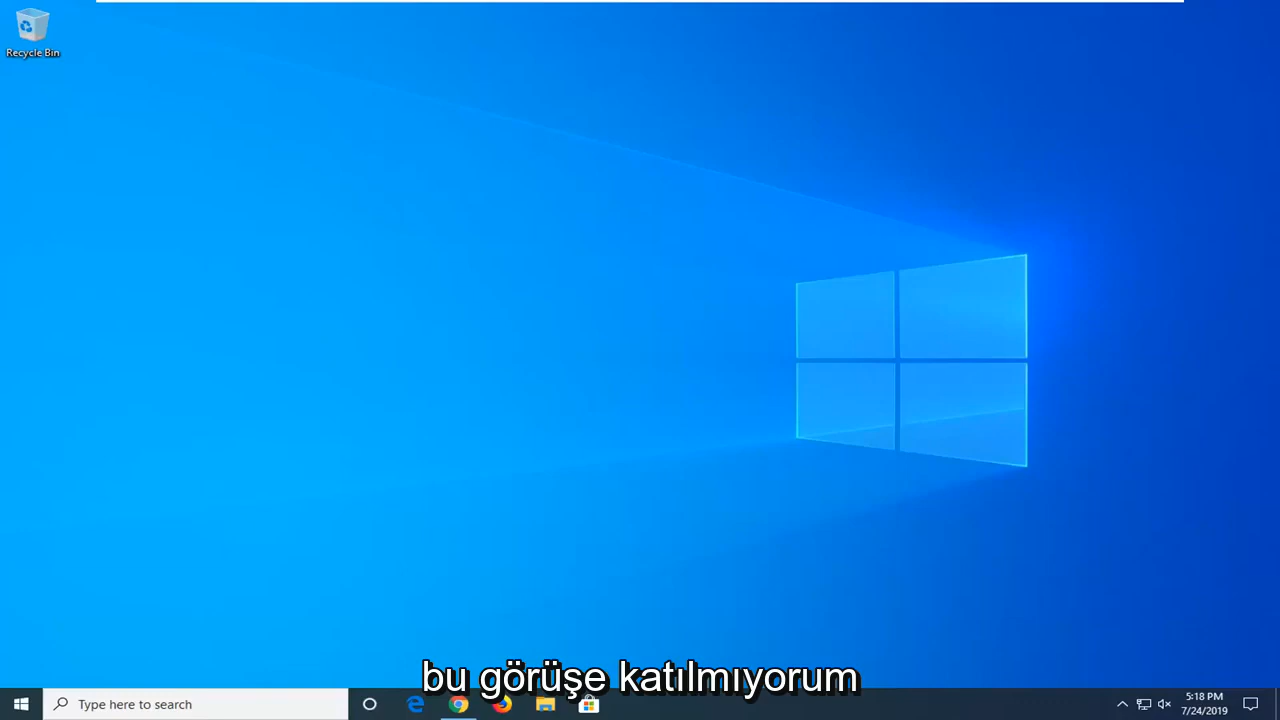 Recycle Bin
bu görüşe katılmıyorum
Type here to search
5:18 PM
7/24/2019